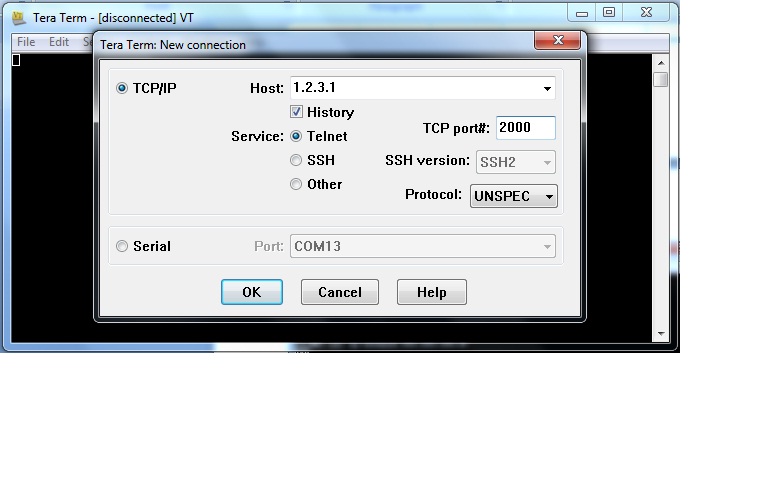 Tera Term - [disconnected] VT
File Edit
Tera Term: New connection
TCP/IP
Host: 1.2.3.1
History
Service: Telnet
TCP port#: 2000
SSH
SSH version: SSH2
Other
Protocol: UNSPEC
Serial
Port: COM13
OK Cancel Help